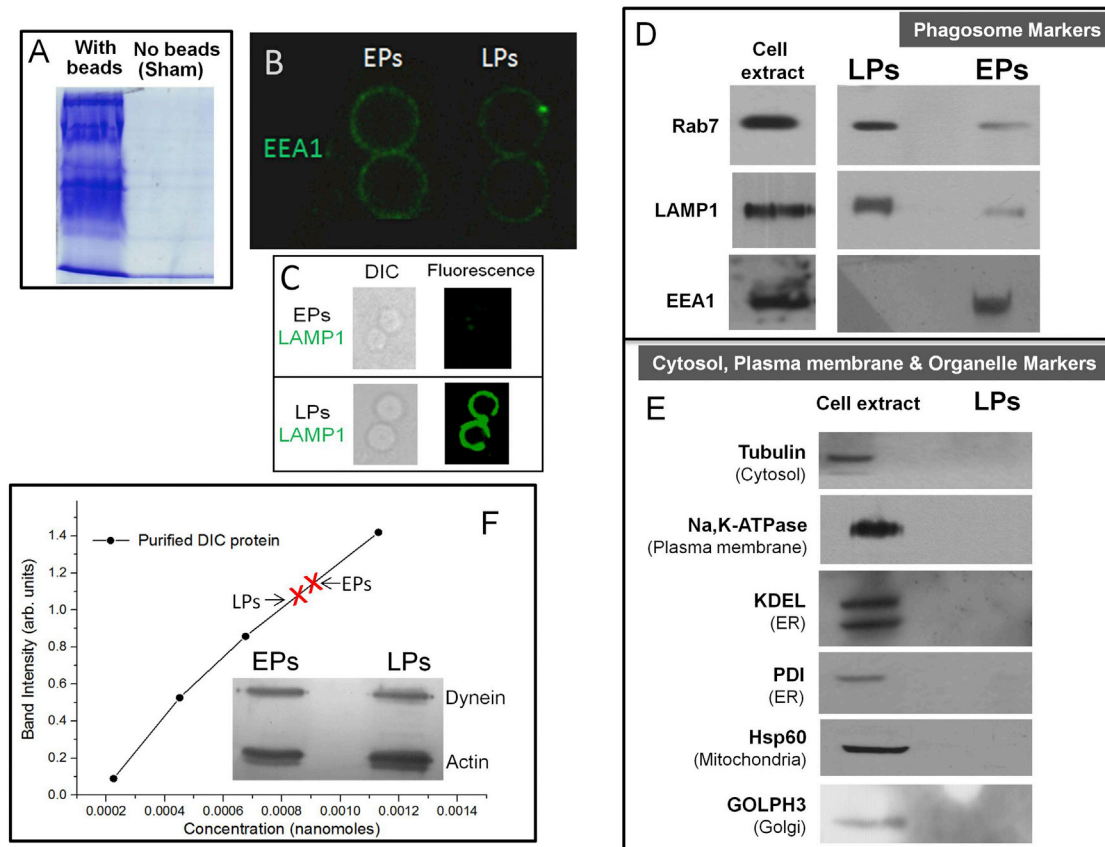 A
With beads
No beads (Sham)
B
EPs
LPs
EEA1
C
DIC
Fluorescence
EPs
LAMP1
LPs
LAMP1
D
Phagosome Markers
Cell extract
LPs
EPs
Rab7
LAMP1
EEA1
Cytosol, Plasma membrane & Organelle Markers
E
Cell extract
LPs
Tubulin
(Cytosol)
Na,K-ATPase
(Plasma membrane)
KDEL
(ER)
PDI
(ER)
Hsp60
(Mitochondria)
GOLPH3
(Golgi)
F
Purified DIC protein
LPs
EPs
EPs
LPs
Dynein
Actin
Band Intensity (arb. units)
1.4
1.2
1.0
0.8
0.6
0.4
0.2
0.0
0.0002
0.0004
0.0006
0.0008
0.0010
0.0012
0.0014
Concentration (nanomoles)